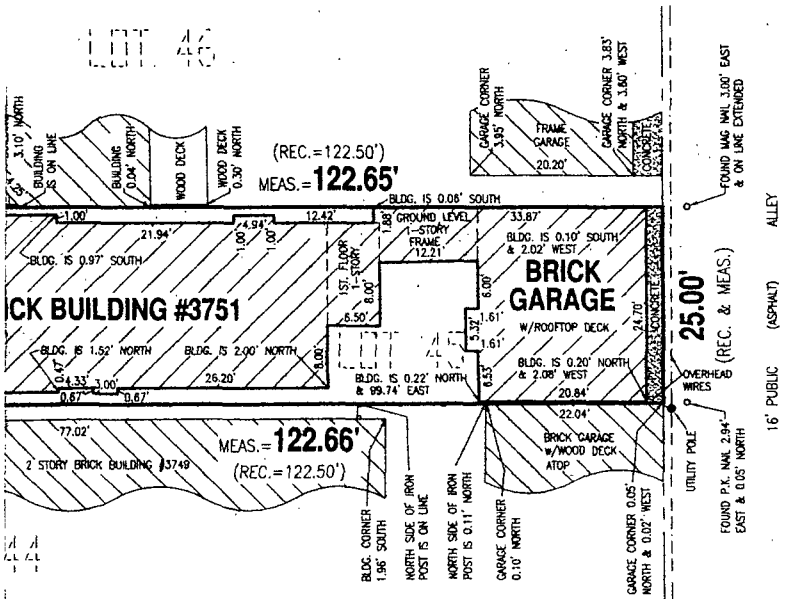 LOT 46
3.10' NORTH
BUILDING
IS ON LINE
BUILDING
0.04' NORTH
WOOD DECK
WOOD DECK
0.30' NORTH
(REC.=122.50')
MEAS.=122.65'
GARAGE CORNER
3.95' NORTH
FRAME
GARAGE
20.20'
GARAGE CORNER 3.83'
NORTH & 3.60' WEST
CONCRETE
FOUND MAG NAIL 3.00' EAST
& ON LINE EXTENDED
BLDG. IS 0.06' SOUTH
1.00'
21.94'
1.00'
4.94'
1.00'
12.42'
1.88'
GROUND LEVEL
1-STORY
FRAME
12.21'
33.87'
BLDG. IS 0.10' SOUTH
& 2.02' WEST
BLDG. IS 0.97' SOUTH
1ST. FLOOR
1-STORY
8.00'
6.50'
BRICK
GARAGE
W/ROOFTOP DECK
6.00'
1.61'
5.32'
1.61'
6.53'
24.70'
CONCRETE
25.00'
(REC. & MEAS.)
ALLEY
(ASPHALT)
16' PUBLIC
CK BUILDING #3751
LOT 45
BLDG. IS 1.52' NORTH
BLDG. IS 2.00' NORTH
8.00'
BLDG. IS 0.22' NORTH
& 99.74' EAST
BLDG. IS 0.20' NORTH
& 2.08' WEST
0.47'
4.33'
3.00'
26.20'
0.67'
0.67'
20.84'
22.04'
OVERHEAD
WIRES
77.02'
MEAS.=122.66'
(REC.=122.50')
2 STORY BRICK BUILDING #3749
BRICK GARAGE
W/WOOD DECK
ATOP
UTILITY POLE
FOUND P.K. NAIL 2.94'
EAST & 0.05' NORTH
44
BLDG. CORNER
1.96' SOUTH
NORTH SIDE OF IRON
POST IS ON LINE
NORTH SIDE OF IRON
POST IS 0.11' NORTH
GARAGE CORNER
0.10' NORTH
GARAGE CORNER 0.05'
NORTH & 0.02' WEST